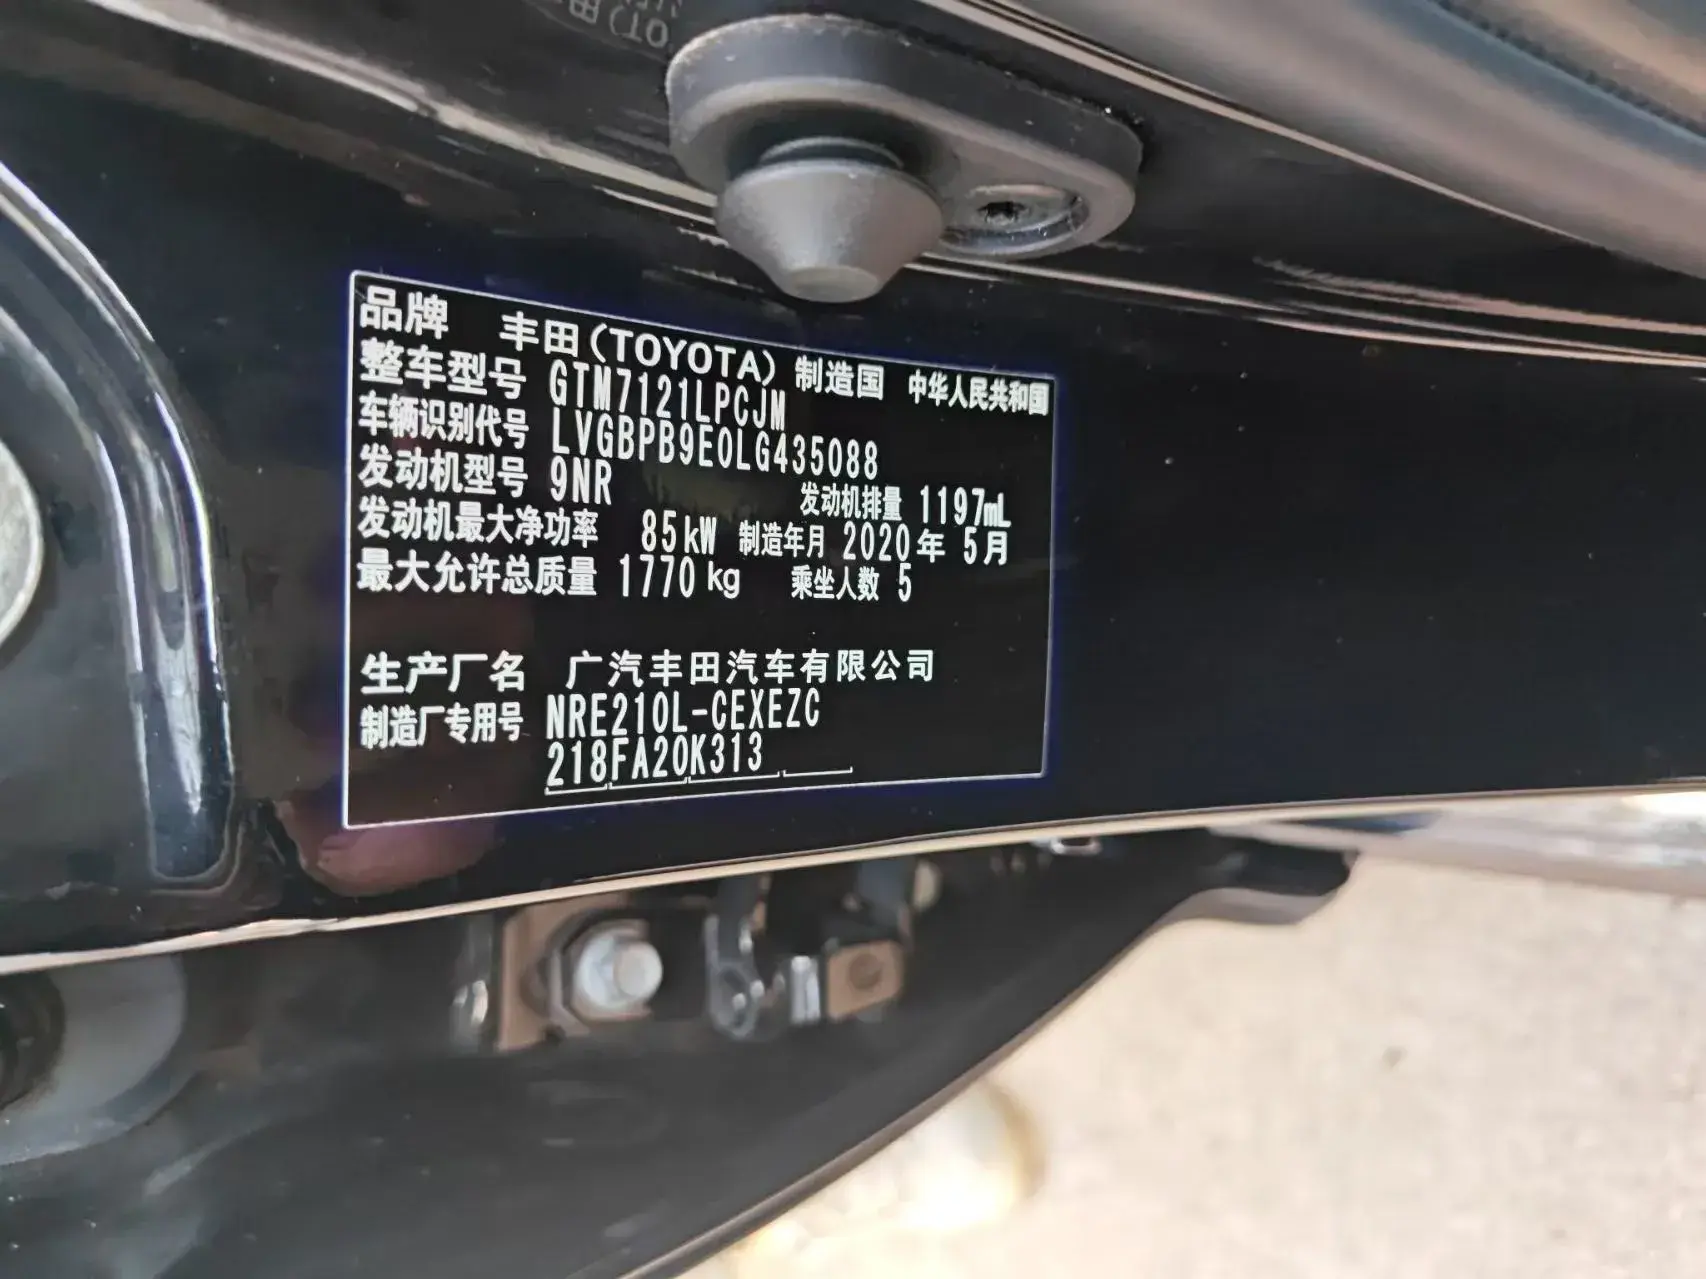 品牌 丰田(TOYOTA) 制造国 中华人民共和国
整车型号 GTM7121LPCJM
车辆识别代号 LVGBPB9E0LG435088
发动机型号 9NR 发动机排量 1197mL
发动机最大净功率 85kW 制造年月 2020年 5月
最大允许总质量 1770kg 乘坐人数 5
生产厂名 广汽丰田汽车有限公司
制造厂专用号 NRE210L-CEXEZC
218FA20K313